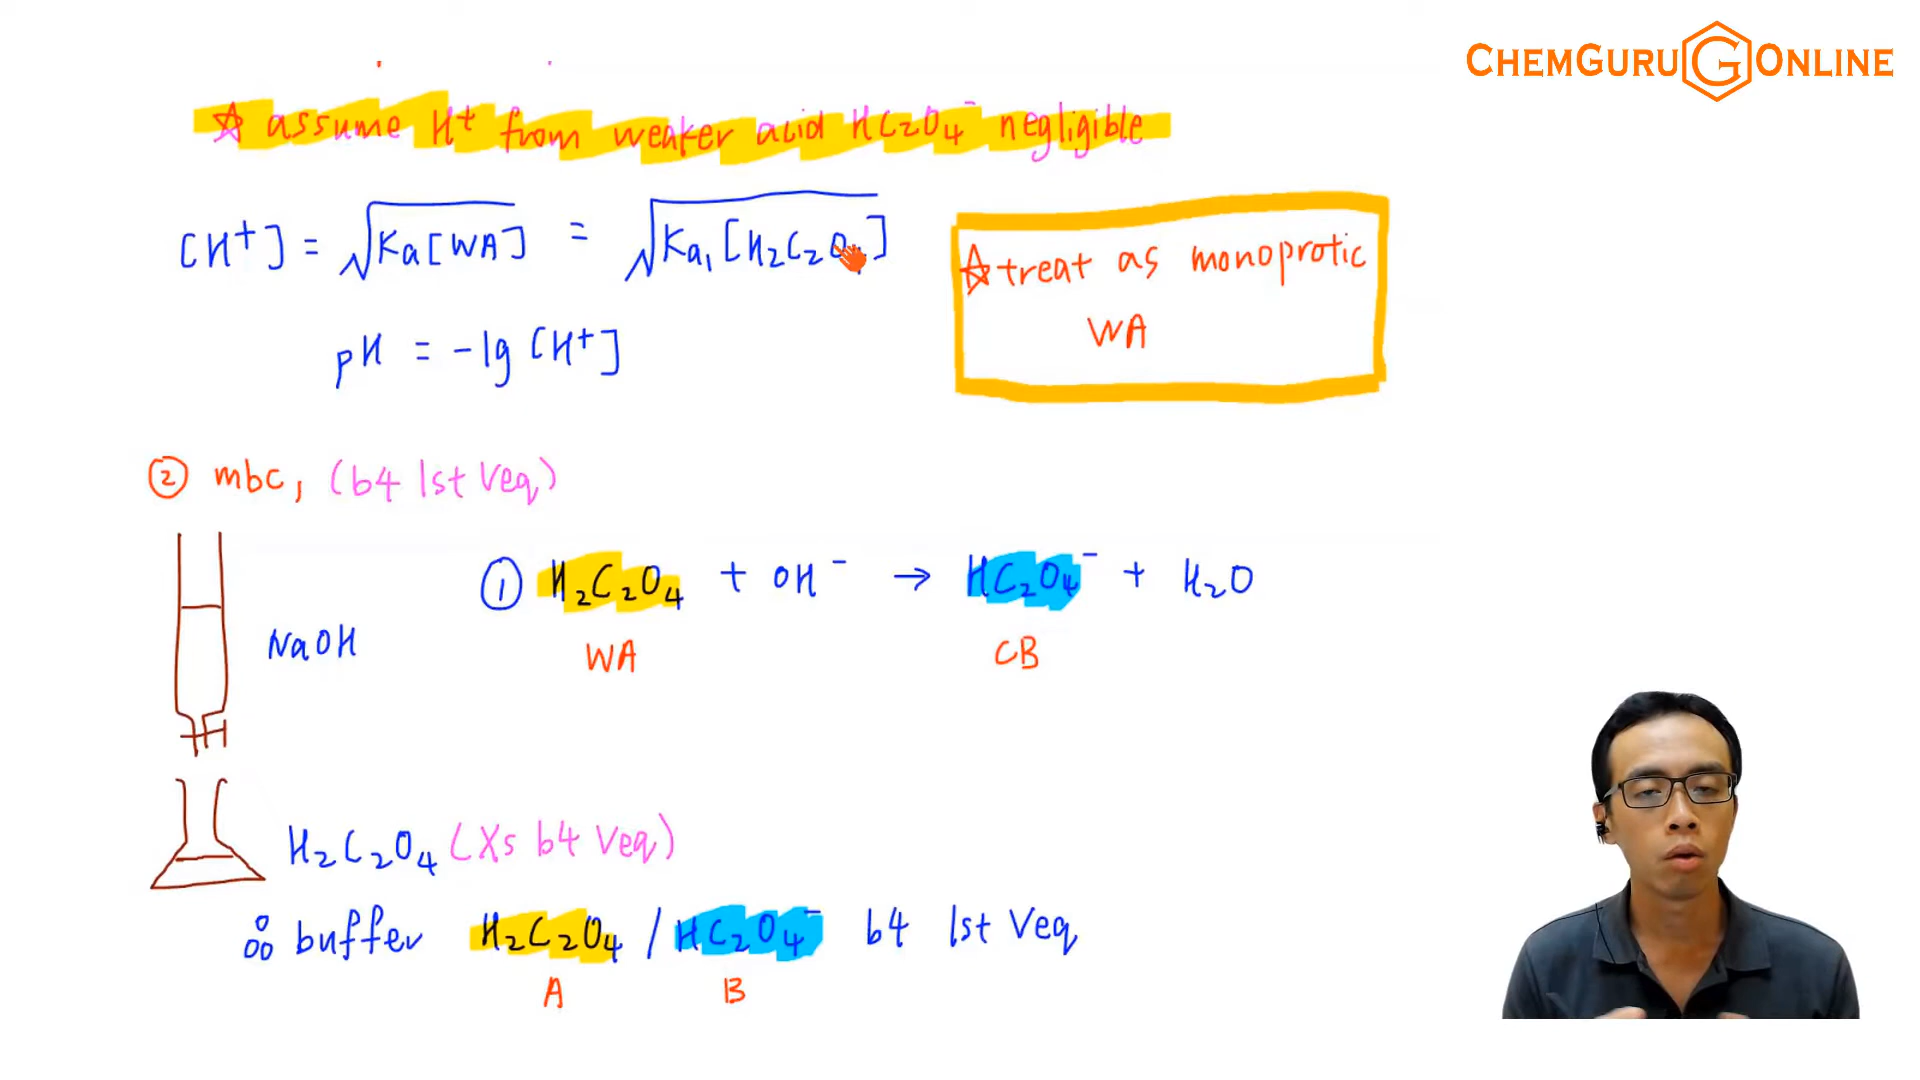 CHEMGURU G ONLINE
☆ assume H⁺ from weaker acid HC₂O₄⁻ negligible
[H⁺] = √Ka[WA] = √Ka₁[H₂C₂O₄]
☆ treat as monoprotic
WA
pH = -lg [H⁺]
② mbc, (b4 1st Veq)
① H₂C₂O₄ + OH⁻ → HC₂O₄⁻ + H₂O
WA CB
NaOH
H₂C₂O₄ (Xs b4 Veq)
∴ buffer H₂C₂O₄ / HC₂O₄⁻ b4 1st Veq
A B